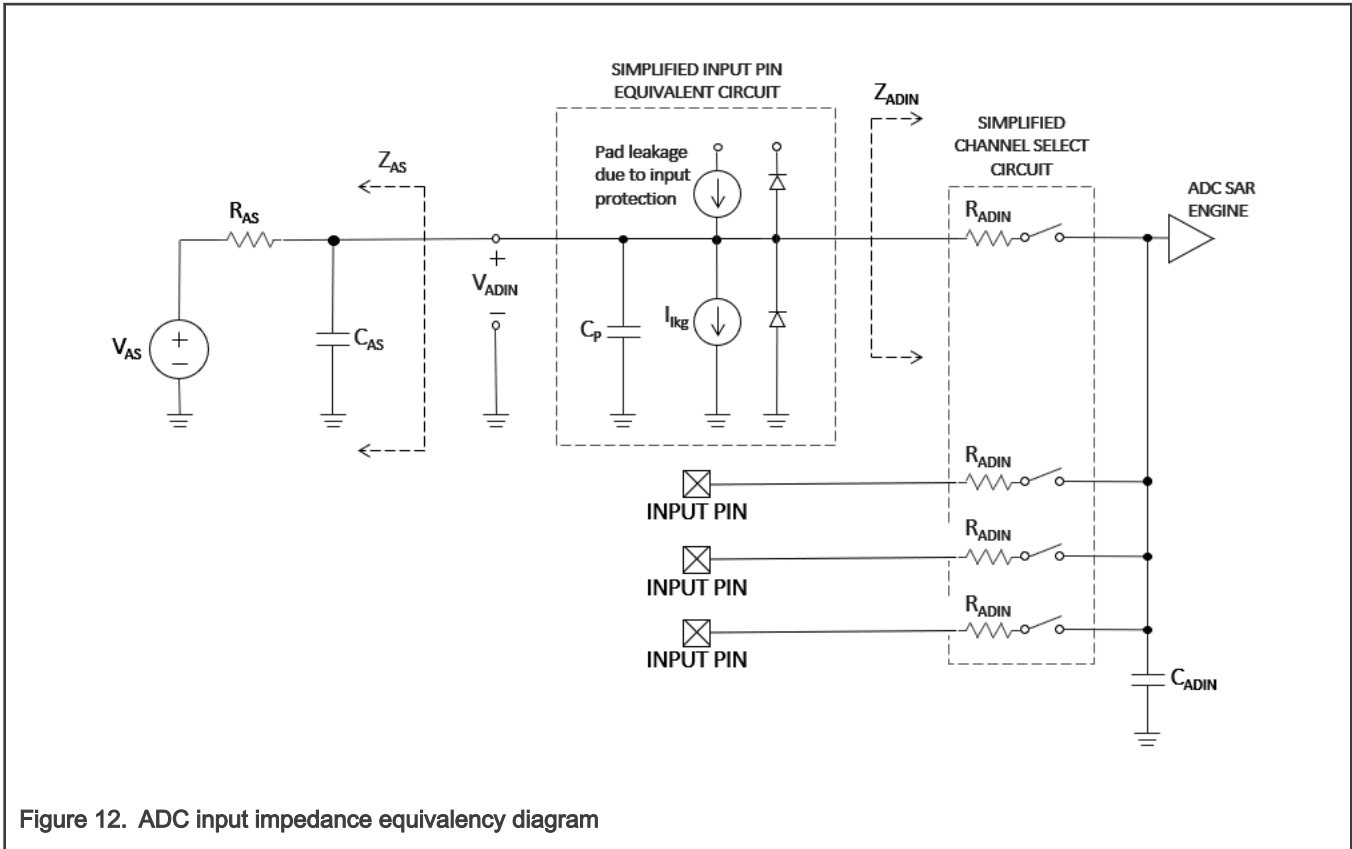 SIMPLIFIED INPUT PIN
EQUIVALENT CIRCUIT
Z_ADIN
SIMPLIFIED
CHANNEL SELECT
CIRCUIT
Pad leakage
due to input
protection
Z_AS
R_AS
R_ADIN
ADC SAR
ENGINE
+
V_ADIN
−
C_P
I_lkg
V_AS
+
−
C_AS
R_ADIN
INPUT PIN
R_ADIN
INPUT PIN
R_ADIN
INPUT PIN
C_ADIN
Figure 12. ADC input impedance equivalency diagram